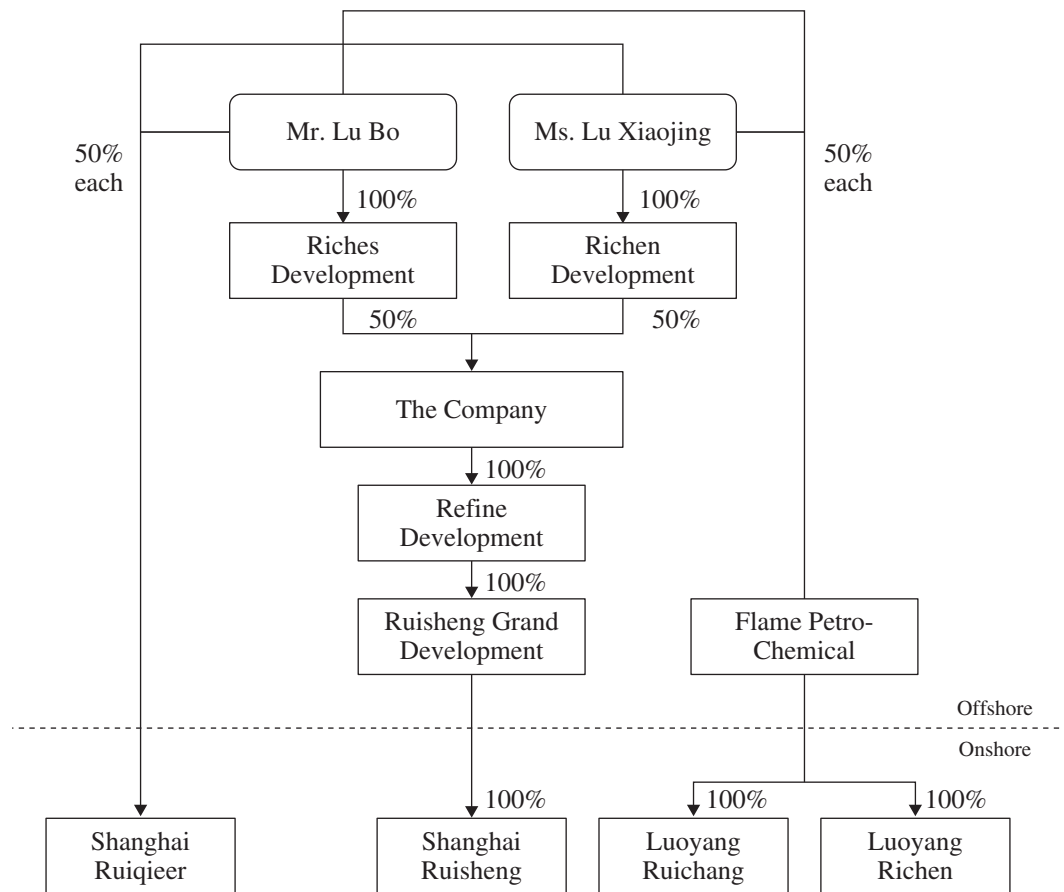 Mr. Lu Bo
Ms. Lu Xiaojing
50%
each
50%
each
100%
100%
Riches
Development
Richen
Development
50%
50%
The Company
100%
Refine
Development
100%
Ruisheng Grand
Development
Flame Petro-
Chemical
Offshore
Onshore
100%
100%
100%
Shanghai
Ruiqieer
Shanghai
Ruisheng
Luoyang
Ruichang
Luoyang
Richen